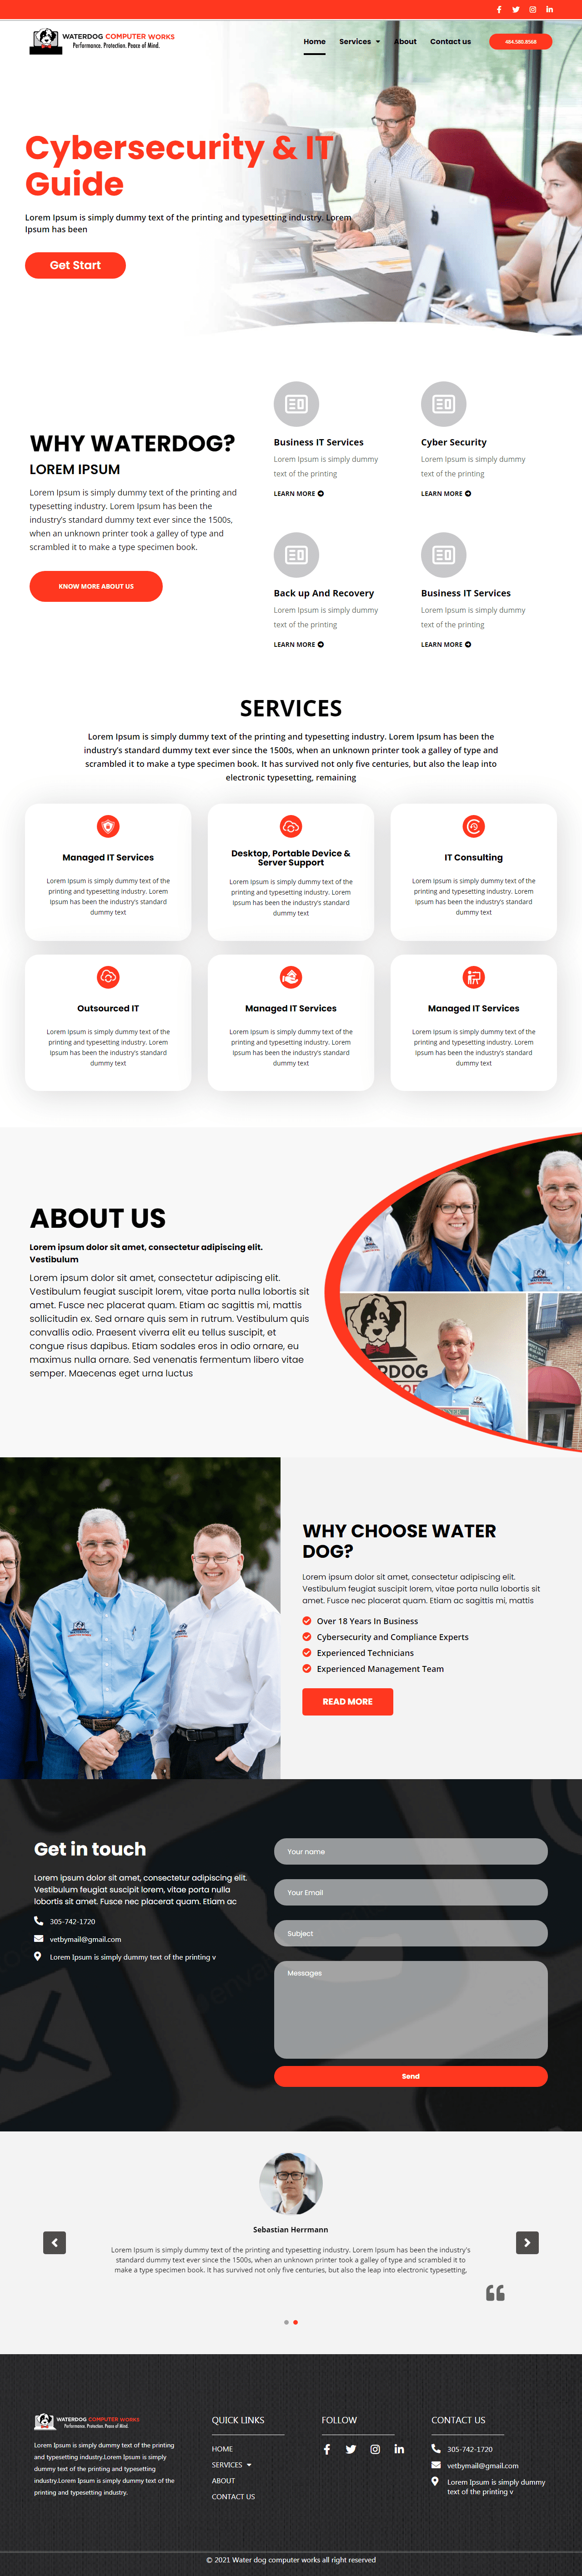 WATERDOG COMPUTER WORKS
Performance. Protection. Peace of Mind.
Home
Services
About
Contact us
484.580.8568
Cybersecurity & IT
Guide
Lorem Ipsum is simply dummy text of the printing and typesetting industry. Lorem
Ipsum has been
Get Start
WHY WATERDOG?
LOREM IPSUM
Lorem Ipsum is simply dummy text of the printing and
typesetting industry. Lorem Ipsum has been the
industry's standard dummy text ever since the 1500s,
when an unknown printer took a galley of type and
scrambled it to make a type specimen book.
KNOW MORE ABOUT US
Business IT Services
Lorem Ipsum is simply dummy
text of the printing
LEARN MORE
Cyber Security
Lorem Ipsum is simply dummy
text of the printing
LEARN MORE
Back up And Recovery
Lorem Ipsum is simply dummy
text of the printing
LEARN MORE
Business IT Services
Lorem Ipsum is simply dummy
text of the printing
LEARN MORE
SERVICES
Lorem Ipsum is simply dummy text of the printing and typesetting industry. Lorem Ipsum has been the
industry's standard dummy text ever since the 1500s, when an unknown printer took a galley of type and
scrambled it to make a type specimen book. It has survived not only five centuries, but also the leap into
electronic typesetting, remaining
Managed IT Services
Lorem Ipsum is simply dummy text of the
printing and typesetting industry. Lorem
Ipsum has been the industry's standard
dummy text
Desktop, Portable Device &
Server Support
Lorem Ipsum is simply dummy text of the
printing and typesetting industry. Lorem
Ipsum has been the industry's standard
dummy text
IT Consulting
Lorem Ipsum is simply dummy text of the
printing and typesetting industry. Lorem
Ipsum has been the industry's standard
dummy text
Outsourced IT
Lorem Ipsum is simply dummy text of the
printing and typesetting industry. Lorem
Ipsum has been the industry's standard
dummy text
Managed IT Services
Lorem Ipsum is simply dummy text of the
printing and typesetting industry. Lorem
Ipsum has been the industry's standard
dummy text
Managed IT Services
Lorem Ipsum is simply dummy text of the
printing and typesetting industry. Lorem
Ipsum has been the industry's standard
dummy text
ABOUT US
Lorem ipsum dolor sit amet, consectetur adipiscing elit.
Vestibulum
Lorem ipsum dolor sit amet, consectetur adipiscing elit.
Vestibulum feugiat suscipit lorem, vitae porta nulla lobortis sit
amet. Fusce nec placerat quam. Etiam ac sagittis mi, mattis
sollicitudin ex. Sed ornare quis sem in rutrum. Vestibulum quis
convallis odio. Praesent viverra elit eu tellus suscipit, et
congue risus dapibus. Etiam sodales eros in odio ornare, eu
maximus nulla ornare. Sed venenatis fermentum libero vitae
semper. Maecenas eget urna luctus
WHY CHOOSE WATER
DOG?
Lorem ipsum dolor sit amet, consectetur adipiscing elit.
Vestibulum feugiat suscipit lorem, vitae porta nulla lobortis sit
amet. Fusce nec placerat quam. Etiam ac sagittis mi, mattis
Over 18 Years In Business
Cybersecurity and Compliance Experts
Experienced Technicians
Experienced Management Team
READ MORE
Get in touch
Lorem ipsum dolor sit amet, consectetur adipiscing elit.
Vestibulum feugiat suscipit lorem, vitae porta nulla
lobortis sit amet. Fusce nec placerat quam. Etiam ac
305-742-1720
vetbymail@gmail.com
Lorem Ipsum is simply dummy text of the printing v
Your name
Your Email
Subject
Messages
Send
Sebastian Herrmann
Lorem Ipsum is simply dummy text of the printing and typesetting industry. Lorem Ipsum has been the industry's
standard dummy text ever since the 1500s, when an unknown printer took a galley of type and scrambled it to
make a type specimen book. It has survived not only five centuries, but also the leap into electronic typesetting,
WATERDOG COMPUTER WORKS
Performance. Protection. Peace of Mind.
Lorem Ipsum is simply dummy text of the printing
and typesetting industry.Lorem Ipsum is simply
dummy text of the printing and typesetting
industry.Lorem Ipsum is simply dummy text of the
printing and typesetting industry.
QUICK LINKS
HOME
SERVICES
ABOUT
CONTACT US
FOLLOW
CONTACT US
305-742-1720
vetbymail@gmail.com
Lorem Ipsum is simply dummy
text of the printing v
© 2021 Water dog computer works all right reserved